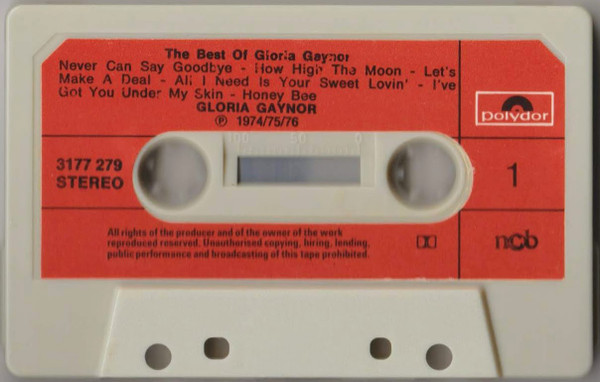 The Best Of Gloria Gaynor
Never Can Say Goodbye - How High The Moon - Let's
Make A Deal - All I Need Is Your Sweet Lovin' - I've
Got You Under My Skin - Honey Bee
GLORIA GAYNOR
℗ 1974/75/76
polydor
100 50 0
3177 279
STEREO
1
All rights of the producer and of the owner of the work
reproduced reserved. Unauthorised copying, hiring, lending,
public performance and broadcasting of this tape prohibited.
ncb